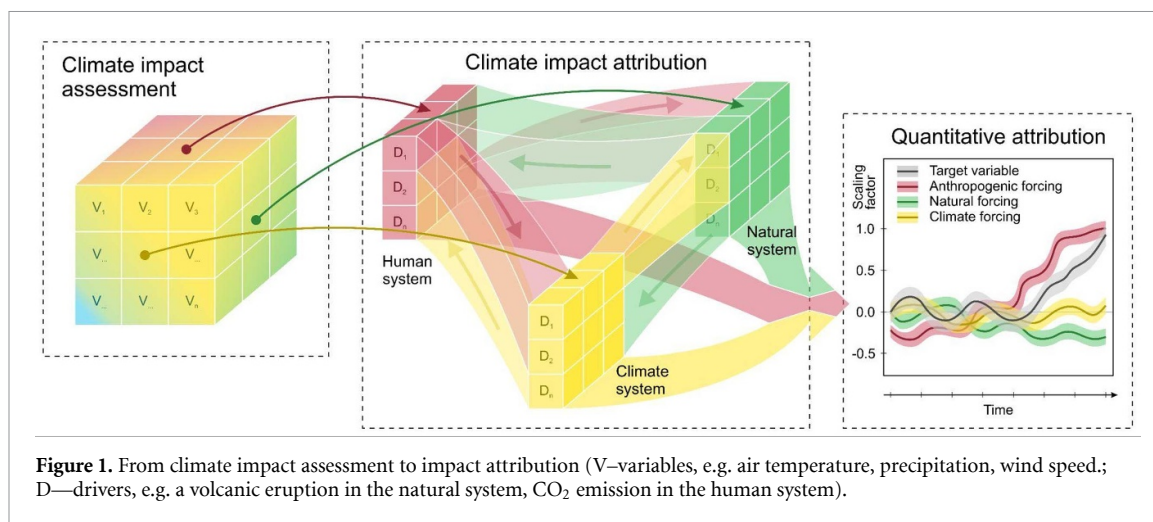 Climate impact
assessment
V1 V2 V3
V... V...
V... V... Vn
Climate impact attribution
D1
D2
Dn
Human
system
D1
D2
Dn
Natural
system
D1
D2
Dn
Climate
system
Quantitative attribution
Scaling
factor
Target variable
Anthropogenic forcing
Natural forcing
Climate forcing
1.0
0.5
0.0
-0.5
Time
Figure 1. From climate impact assessment to impact attribution (V–variables, e.g. air temperature, precipitation, wind speed.;
D—drivers, e.g. a volcanic eruption in the natural system, CO2 emission in the human system).